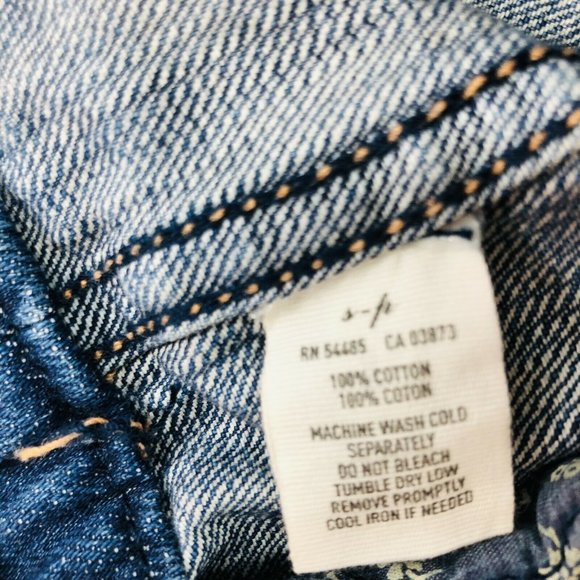 s-p
RN 54485 CA 03873
100% COTTON
100% COTON
MACHINE WASH COLD
SEPARATELY
DO NOT BLEACH
TUMBLE DRY LOW
REMOVE PROMPTLY
COOL IRON IF NEEDED